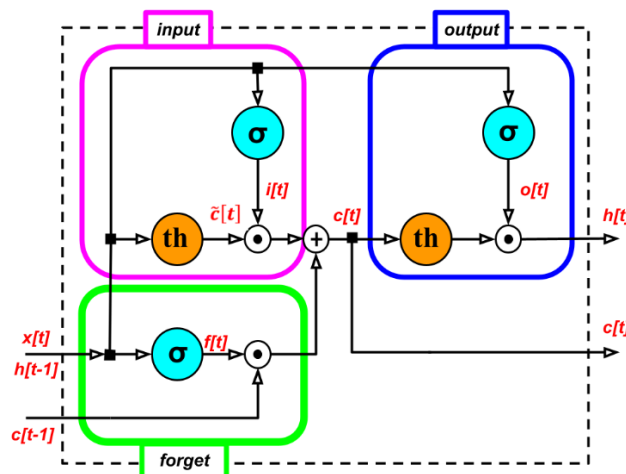 input
output
σ
σ
i[t]
o[t]
c̃[t]
c[t]
h[t]
th
+
th
x[t]
σ
f[t]
c[t]
h[t-1]
c[t-1]
forget